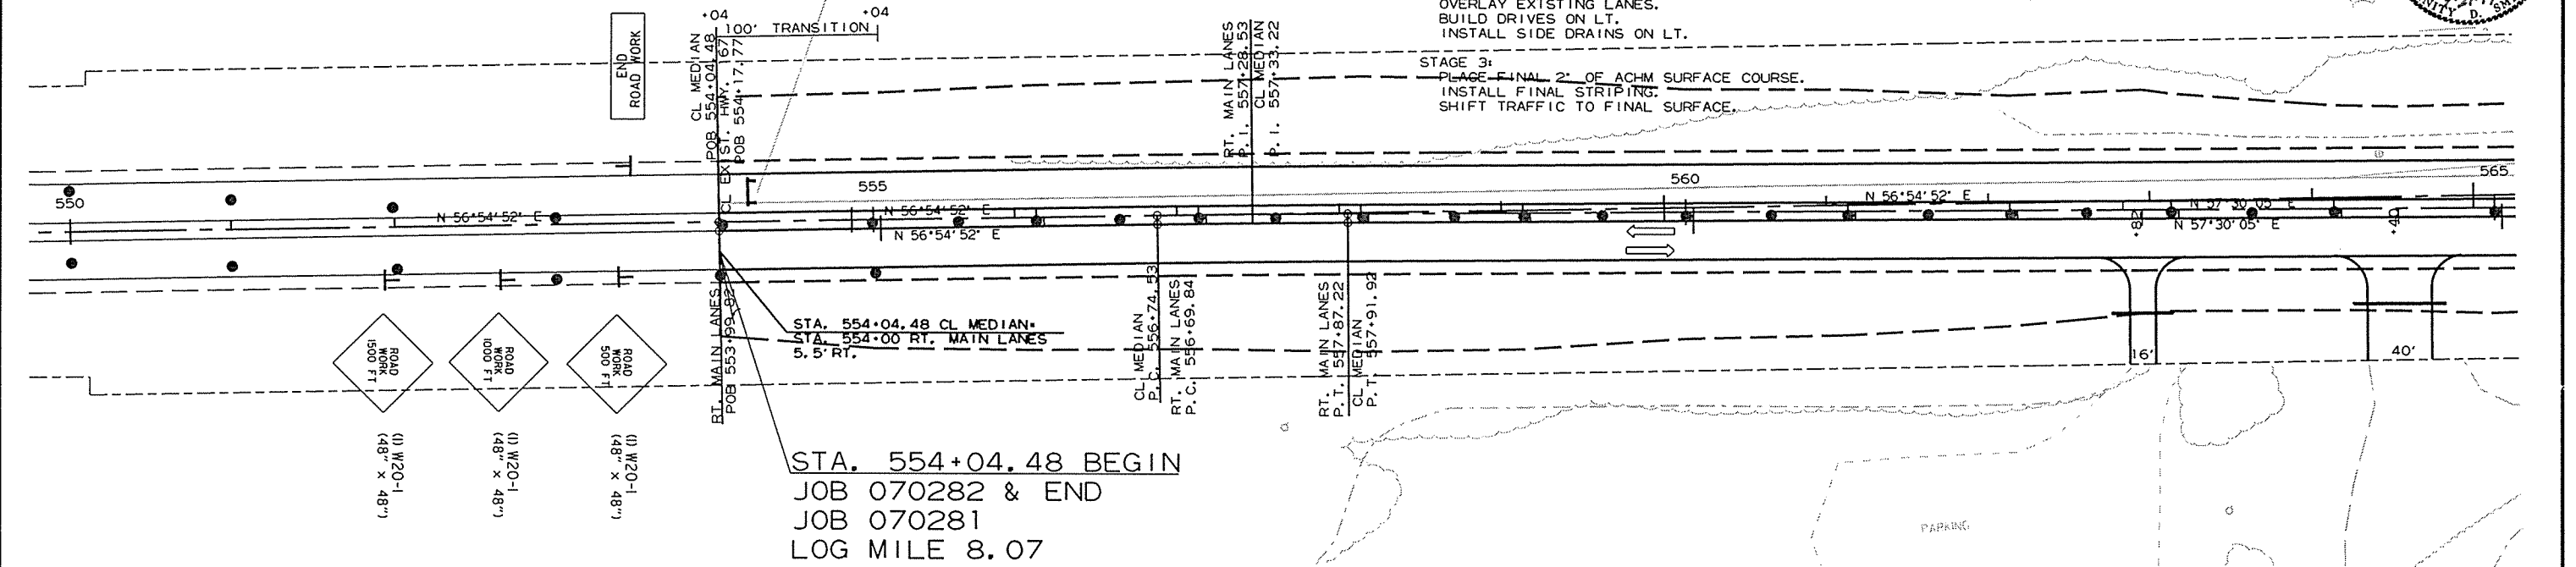 +04
+04
100' TRANSITION
END
ROAD WORK
CL MEDIAN
POB 554+04.48
CL EXIST. HWY. 67
POB 554+17.77
RT. MAIN LANES
P. I. 557+28.53
CL MEDIAN
P. I. 557+33.22
OVERLAY EXISTING LANES.
BUILD DRIVES ON LT.
INSTALL SIDE DRAINS ON LT.
STAGE 3:
PLACE FINAL 2" OF ACHM SURFACE COURSE.
INSTALL FINAL STRIPING.
SHIFT TRAFFIC TO FINAL SURFACE.
550
555
560
565
N 56°54'52" E
N 56°54'52" E
N 56°54'52" E
N 56°54'52" E
N 57°30'05" E
N 57°30'05" E
+82
+40
16'
40'
ROAD
WORK
1500 FT
ROAD
WORK
1000 FT
ROAD
WORK
500 FT
(1) W20-1
(48" x 48")
(1) W20-1
(48" x 48")
(1) W20-1
(48" x 48")
RT. MAIN LANES
POB 553+99.82
STA. 554+04.48 CL MEDIAN=
STA. 554+00 RT. MAIN LANES
5.5' RT.
CL MEDIAN
P. C. 556+74.53
RT. MAIN LANES
P. C. 556+69.84
RT. MAIN LANES
P. T. 557+87.22
CL MEDIAN
P. T. 557+91.92
STA. 554+04.48 BEGIN
JOB 070282 & END
JOB 070281
LOG MILE 8.07
PARKING